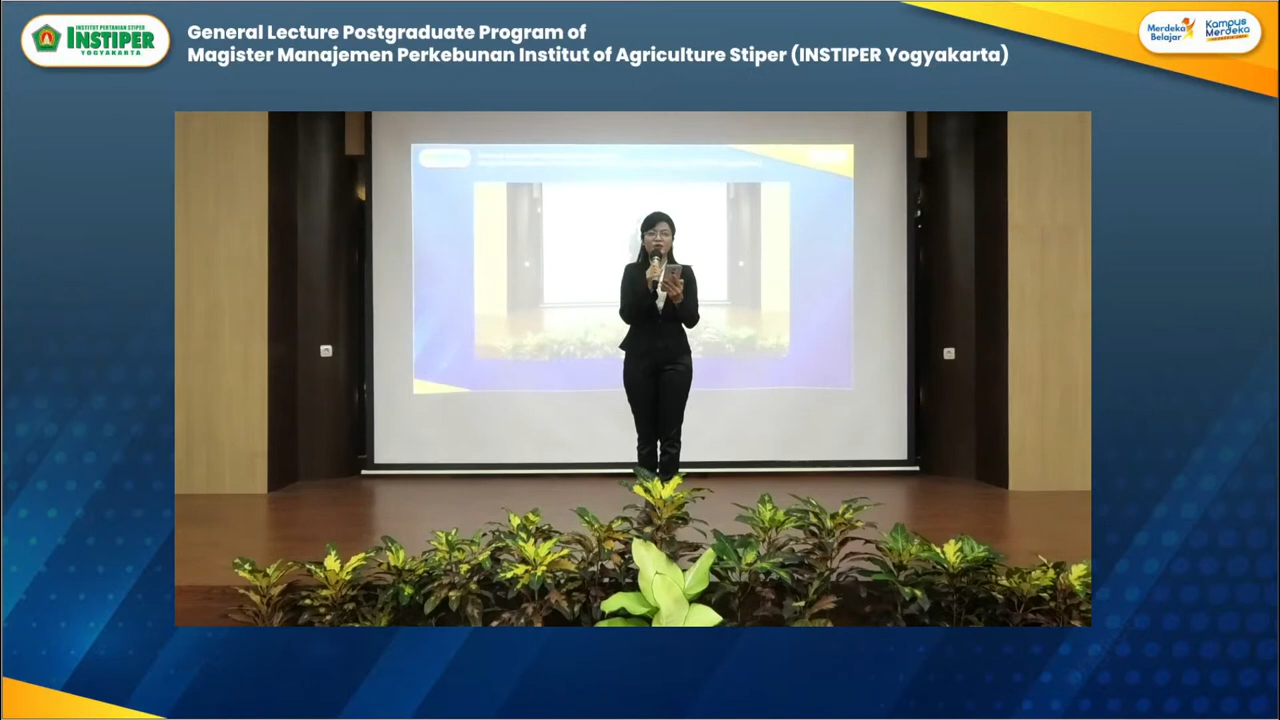 INSTITUT PERTANIAN STIPER
INSTIPER
YOGYAKARTA
General Lecture Postgraduate Program of
Magister Manajemen Perkebunan Institut of Agriculture Stiper (INSTIPER Yogyakarta)
Merdeka
Belajar
Kampus
Merdeka